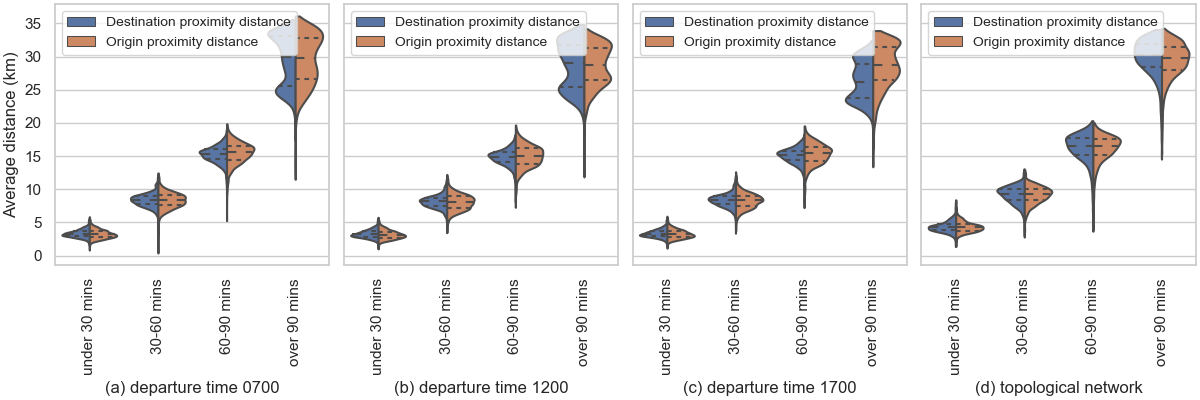 Average distance (km)
35
30
25
20
15
10
5
0
Destination proximity distance
Origin proximity distance
under 30 mins
30-60 mins
60-90 mins
over 90 mins
(a) departure time 0700
Destination proximity distance
Origin proximity distance
under 30 mins
30-60 mins
60-90 mins
over 90 mins
(b) departure time 1200
Destination proximity distance
Origin proximity distance
under 30 mins
30-60 mins
60-90 mins
over 90 mins
(c) departure time 1700
Destination proximity distance
Origin proximity distance
under 30 mins
30-60 mins
60-90 mins
over 90 mins
(d) topological network